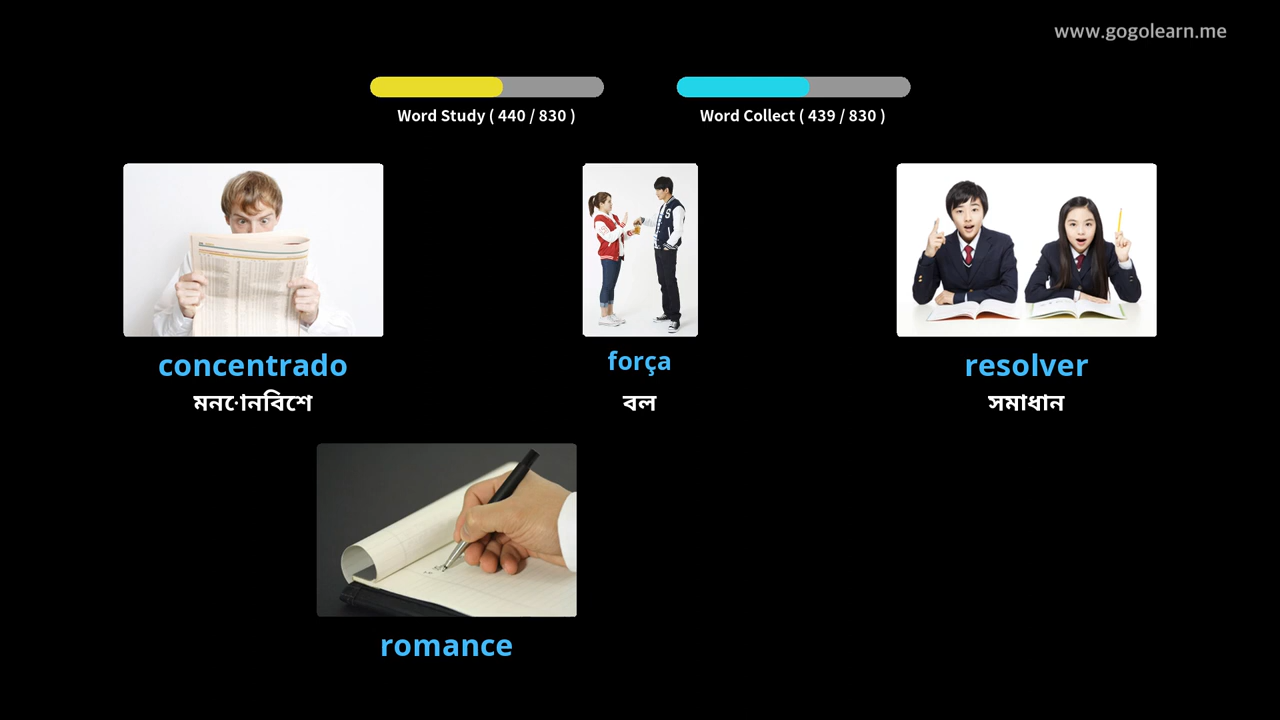 www.gogolearn.me
Word Study ( 440 / 830 )
Word Collect ( 439 / 830 )
concentrado
força
resolver
মনোনিবেশ
বল
সমাধান
romance